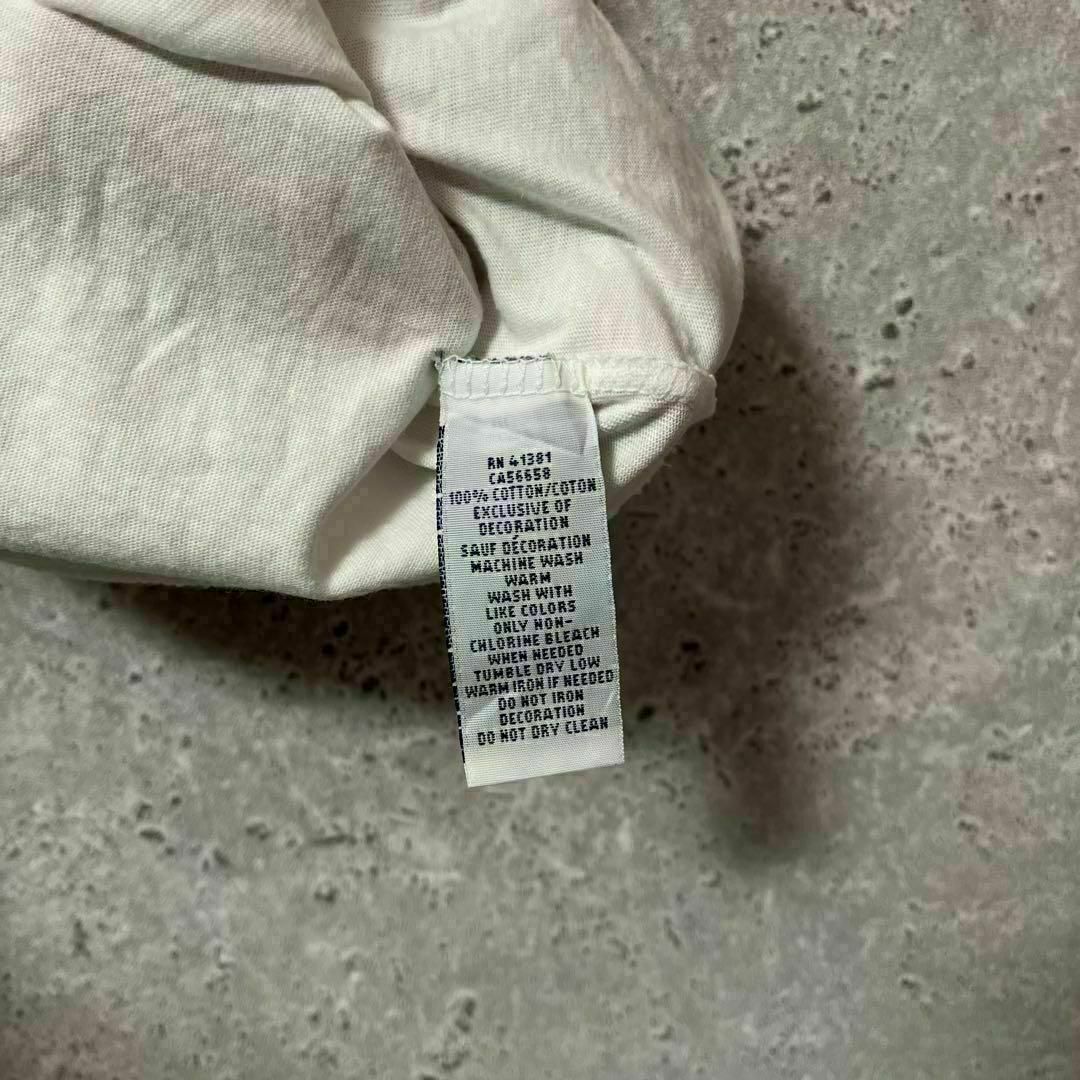 RN 41381
CA56658
100% COTTON/COTON
EXCLUSIVE OF
DECORATION
SAUF DÉCORATION
MACHINE WASH
WARM
WASH WITH
LIKE COLORS
ONLY NON-
CHLORINE BLEACH
WHEN NEEDED
TUMBLE DRY LOW
WARM IRON IF NEEDED
DO NOT IRON
DECORATION
DO NOT DRY CLEAN